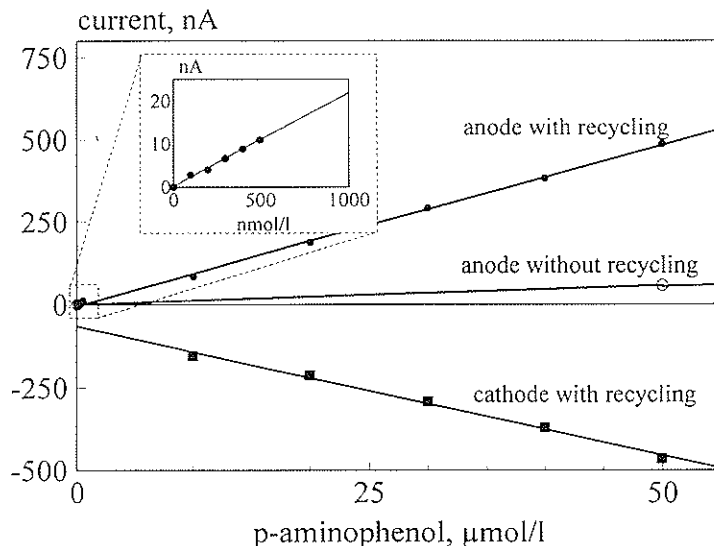 current, nA
750
500
250
0
-250
-500
nA
20
10
0
0
500
1000
nmol/l
anode with recycling
anode without recycling
cathode with recycling
0
25
50
p-aminophenol, μmol/l